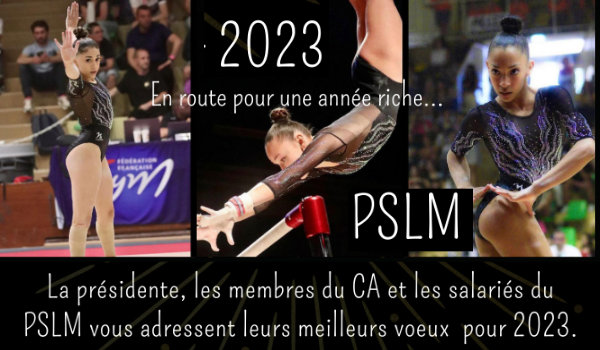 2023
En route pour une année riche...
FÉDÉRATION
FRANÇAISE
PSLM
La présidente, les membres du CA et les salariés du
PSLM vous adressent leurs meilleurs voeux pour 2023.